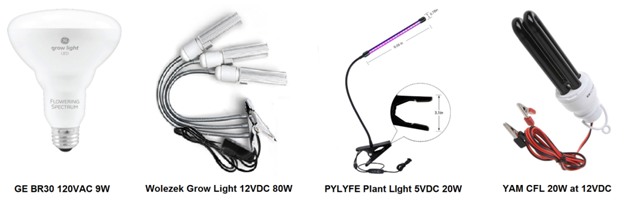 grow light
LED
FLOWERING
SPECTRUM
GE BR30 120VAC 9W
Wolezek Grow Light 12VDC 80W
PYLYFE Plant LIght 5VDC 20W
YAM CFL 20W at 12VDC